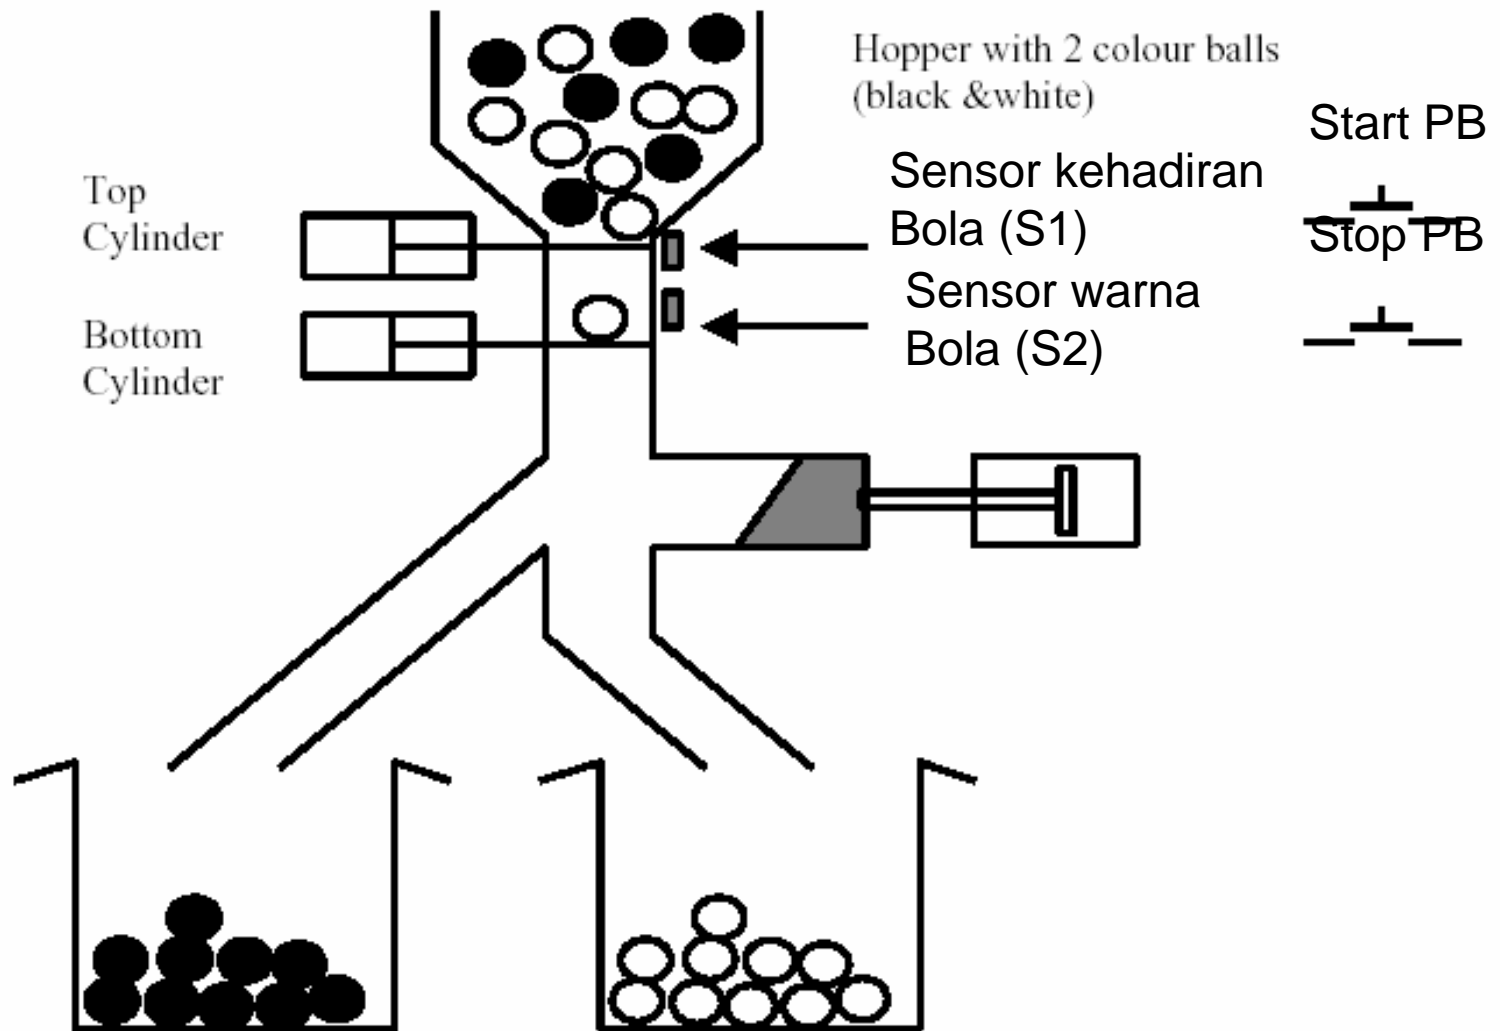 Hopper with 2 colour balls
(black &white)
Start PB
Sensor kehadiran
Bola (S1)
Stop PB
Top
Cylinder
Sensor warna
Bola (S2)
Bottom
Cylinder